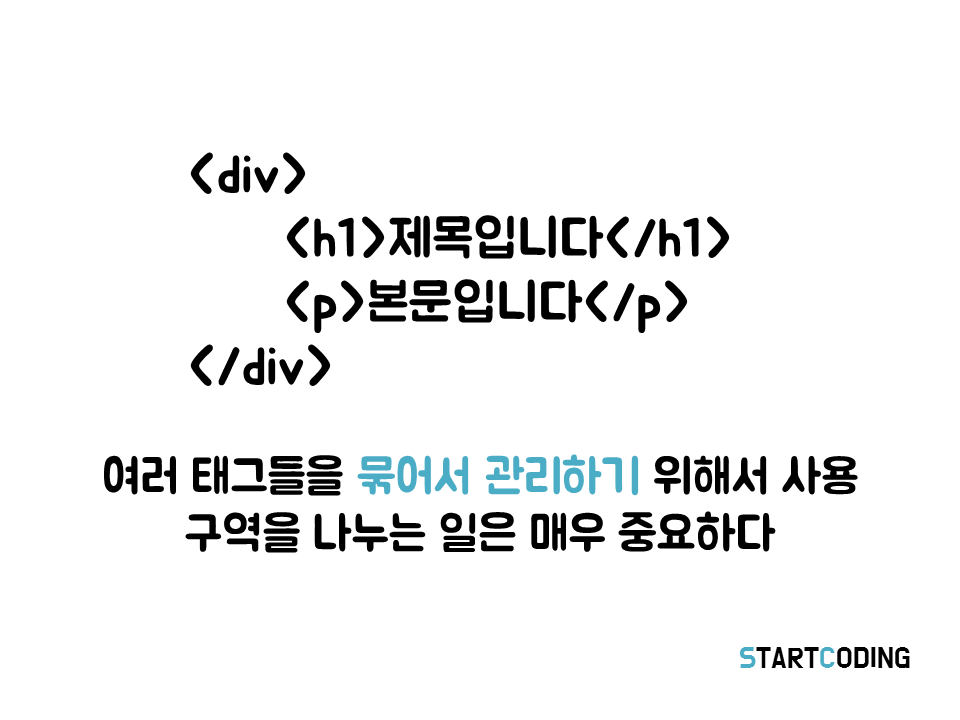 <div>
<h1>제목입니다</h1>
<p>본문입니다</p>
</div>
여러 태그들을 묶어서 관리하기 위해서 사용
구역을 나누는 일은 매우 중요하다
STARTCODING